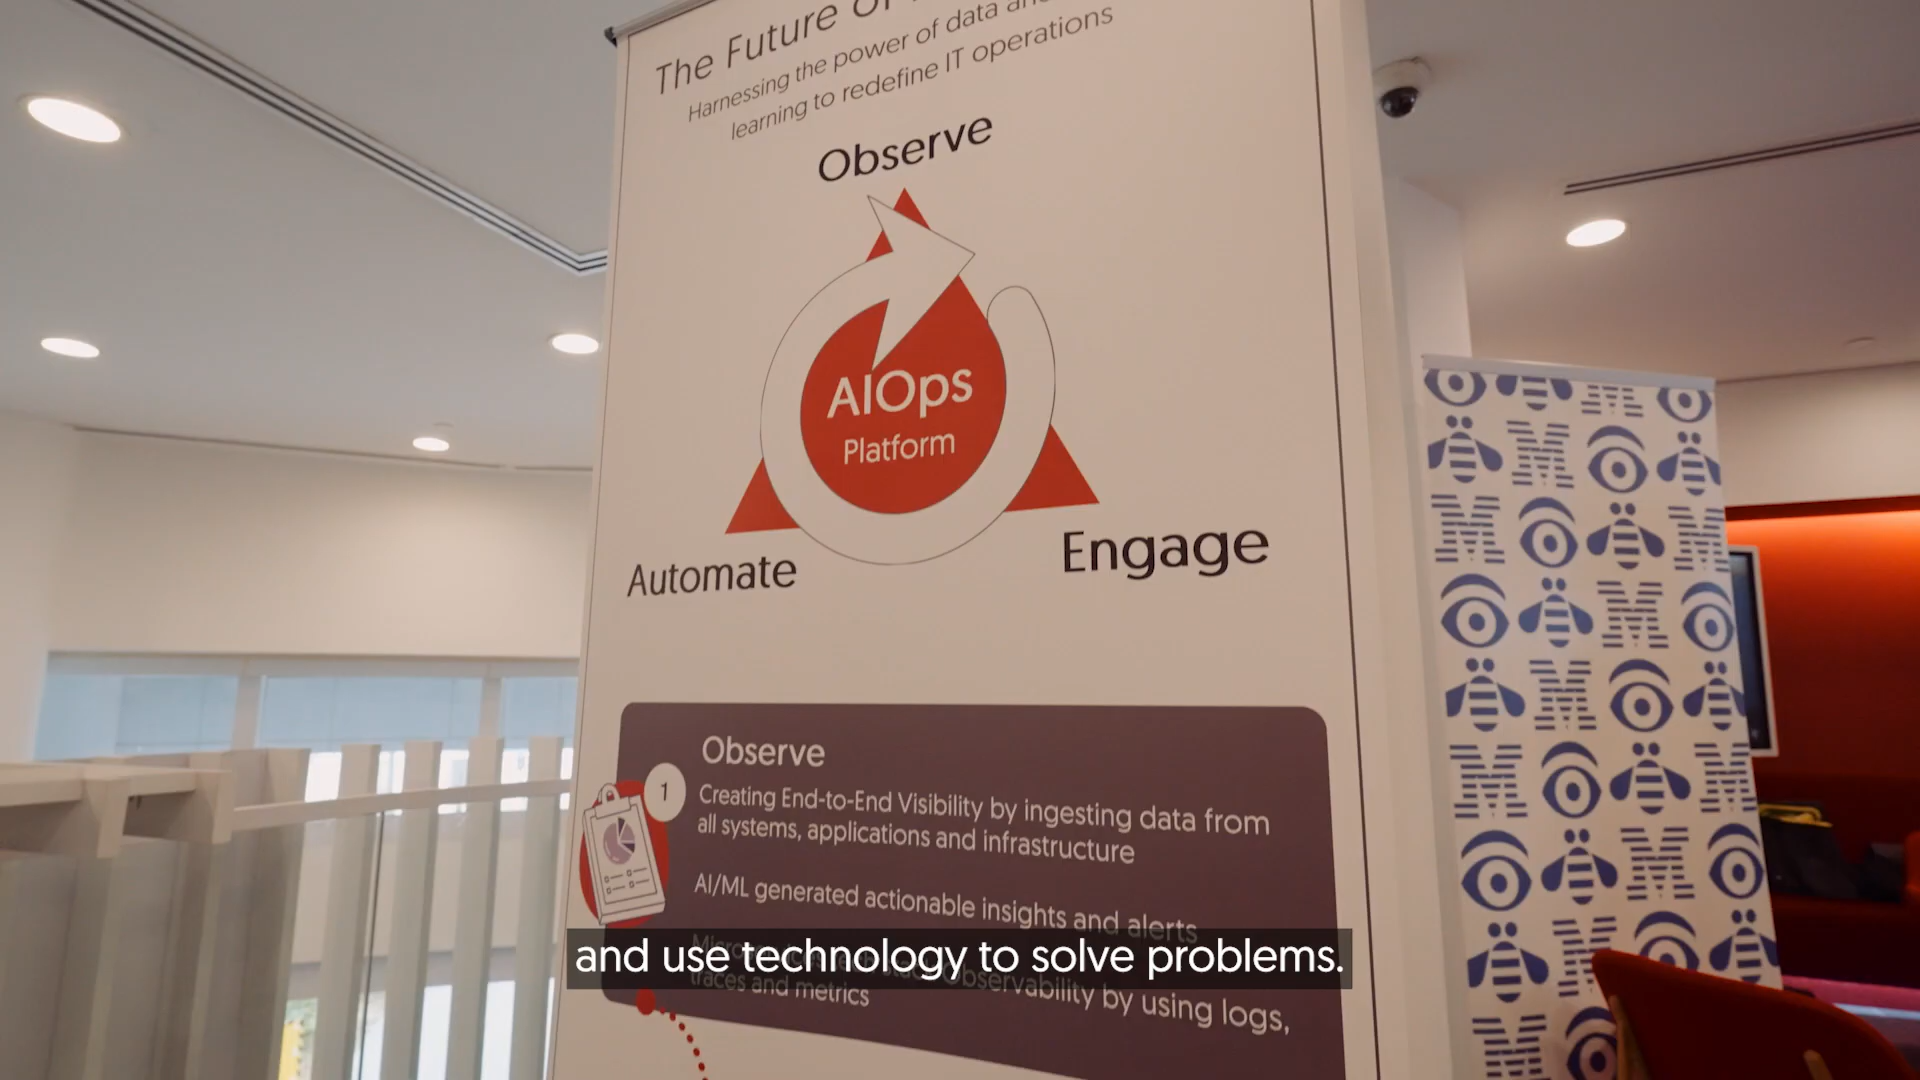 The Future of
Harnessing the power of data and
learning to redefine IT operations
Observe
AIOps
Platform
Automate
Engage
Observe
1
Creating End-to-End Visibility by ingesting data from
all systems, applications and infrastructure
AI/ML generated actionable insights and alerts
Observability by using logs,
traces and metrics
and use technology to solve problems.